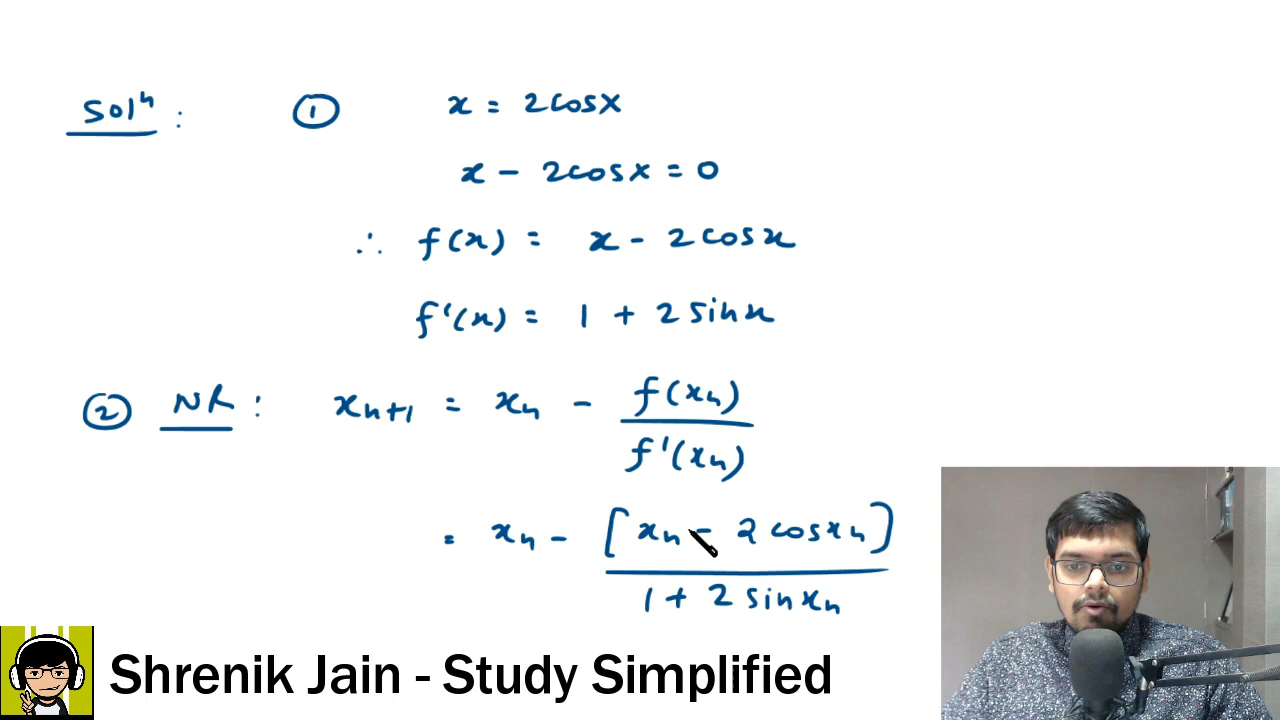 Solⁿ : ① x = 2cosx
x - 2cosx = 0
∴ f(x) = x - 2cosx
f'(x) = 1 + 2sinx
② NR : xₙ₊₁ = xₙ - f(xₙ) / f'(xₙ)
= xₙ - [xₙ - 2cosxₙ] / 1 + 2sinxₙ
Shrenik Jain - Study Simplified